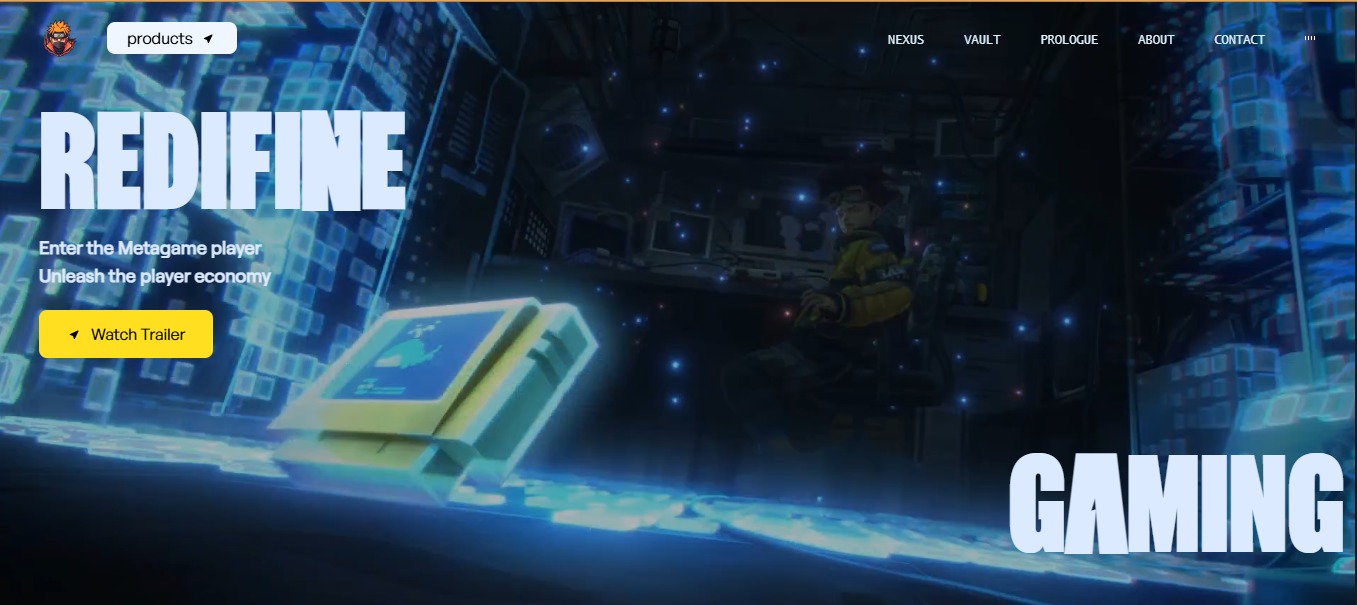 products
NEXUS VAULT PROLOGUE ABOUT CONTACT
REDIFINE
Enter the Metagame player
Unleash the player economy
Watch Trailer
GAMING